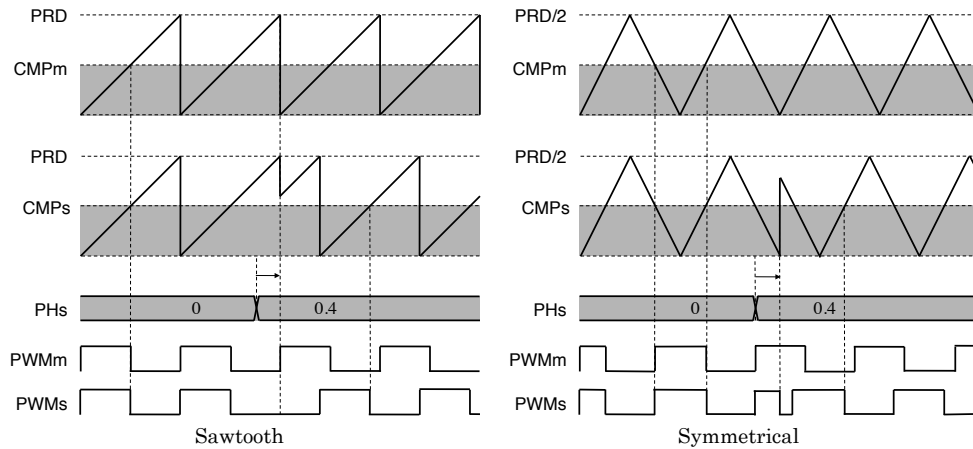 PRD
CMPm
PRD
CMPs
PHs
0
0.4
PWMm
PWMs
Sawtooth
PRD/2
CMPm
PRD/2
CMPs
PHs
0
0.4
PWMm
PWMs
Symmetrical